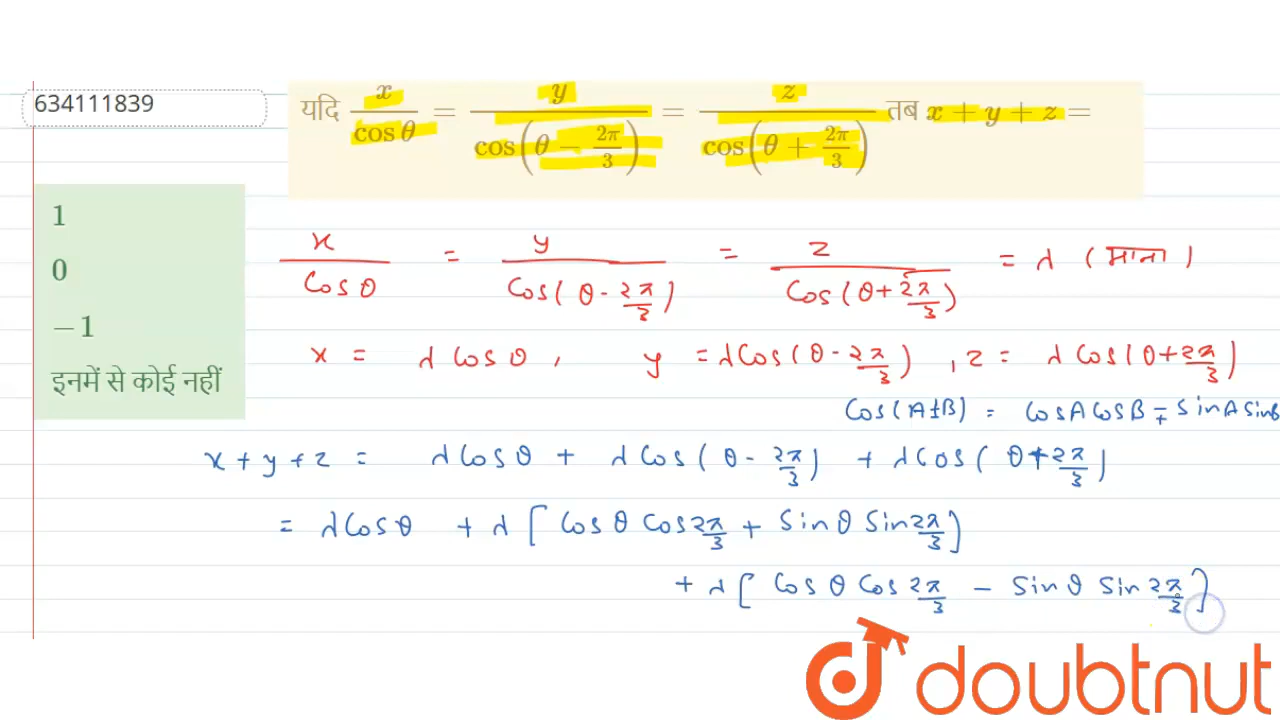 634111839
यदि x/cos θ = y/cos(θ − 2π/3) = z/cos(θ + 2π/3) तब x + y + z =
1
0
−1
इनमें से कोई नहीं
x/Cos θ = y/Cos(θ - 2π/3) = z/Cos(θ + 2π/3) = λ (माना)
x = λ Cos θ , y = λ Cos(θ - 2π/3) , z = λ Cos(θ + 2π/3)
Cos(A ± B) = CosA CosB ∓ SinA SinB
x + y + z = λ Cos θ + λ Cos(θ - 2π/3) + λ Cos(θ + 2π/3)
= λ Cos θ + λ [Cos θ Cos 2π/3 + Sin θ Sin 2π/3]
+ λ [Cos θ Cos 2π/3 − Sin θ Sin 2π/3]
doubtnut